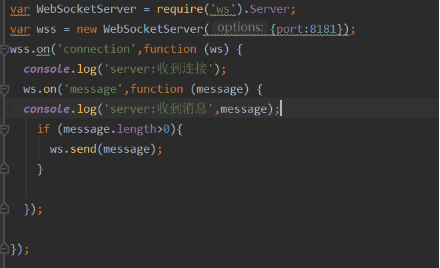 var WebSocketServer = require('ws').Server;
var wss = new WebSocketServer( options: {port:8181});
wss.on('connection',function (ws) {
console.log('server:收到连接');
ws.on('message',function (message) {
console.log('server:收到消息',message);
if (message.length>0){
ws.send(message);
}
});
});